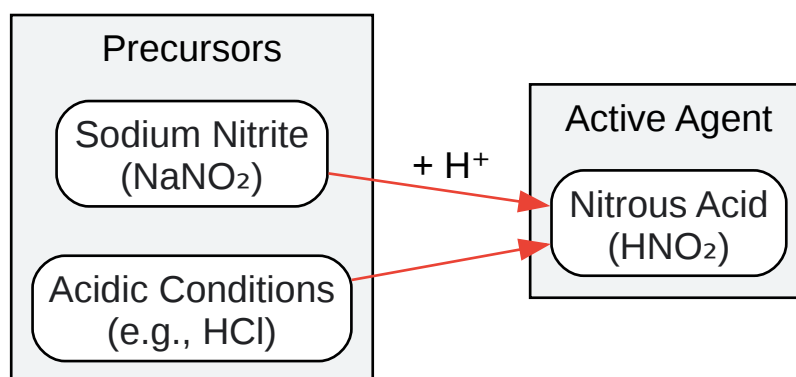 Precursors
Sodium Nitrite
(NaNO₂)
+ H⁺
Acidic Conditions
(e.g., HCl)
Active Agent
Nitrous Acid
(HNO₂)